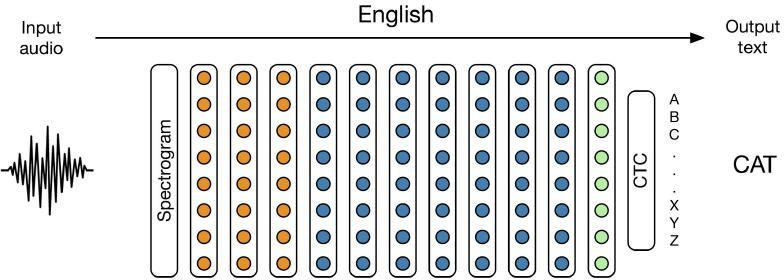 English
Input
audio
Output
text
Spectrogram
CTC
A
B
C
.
.
.
X
Y
Z
CAT